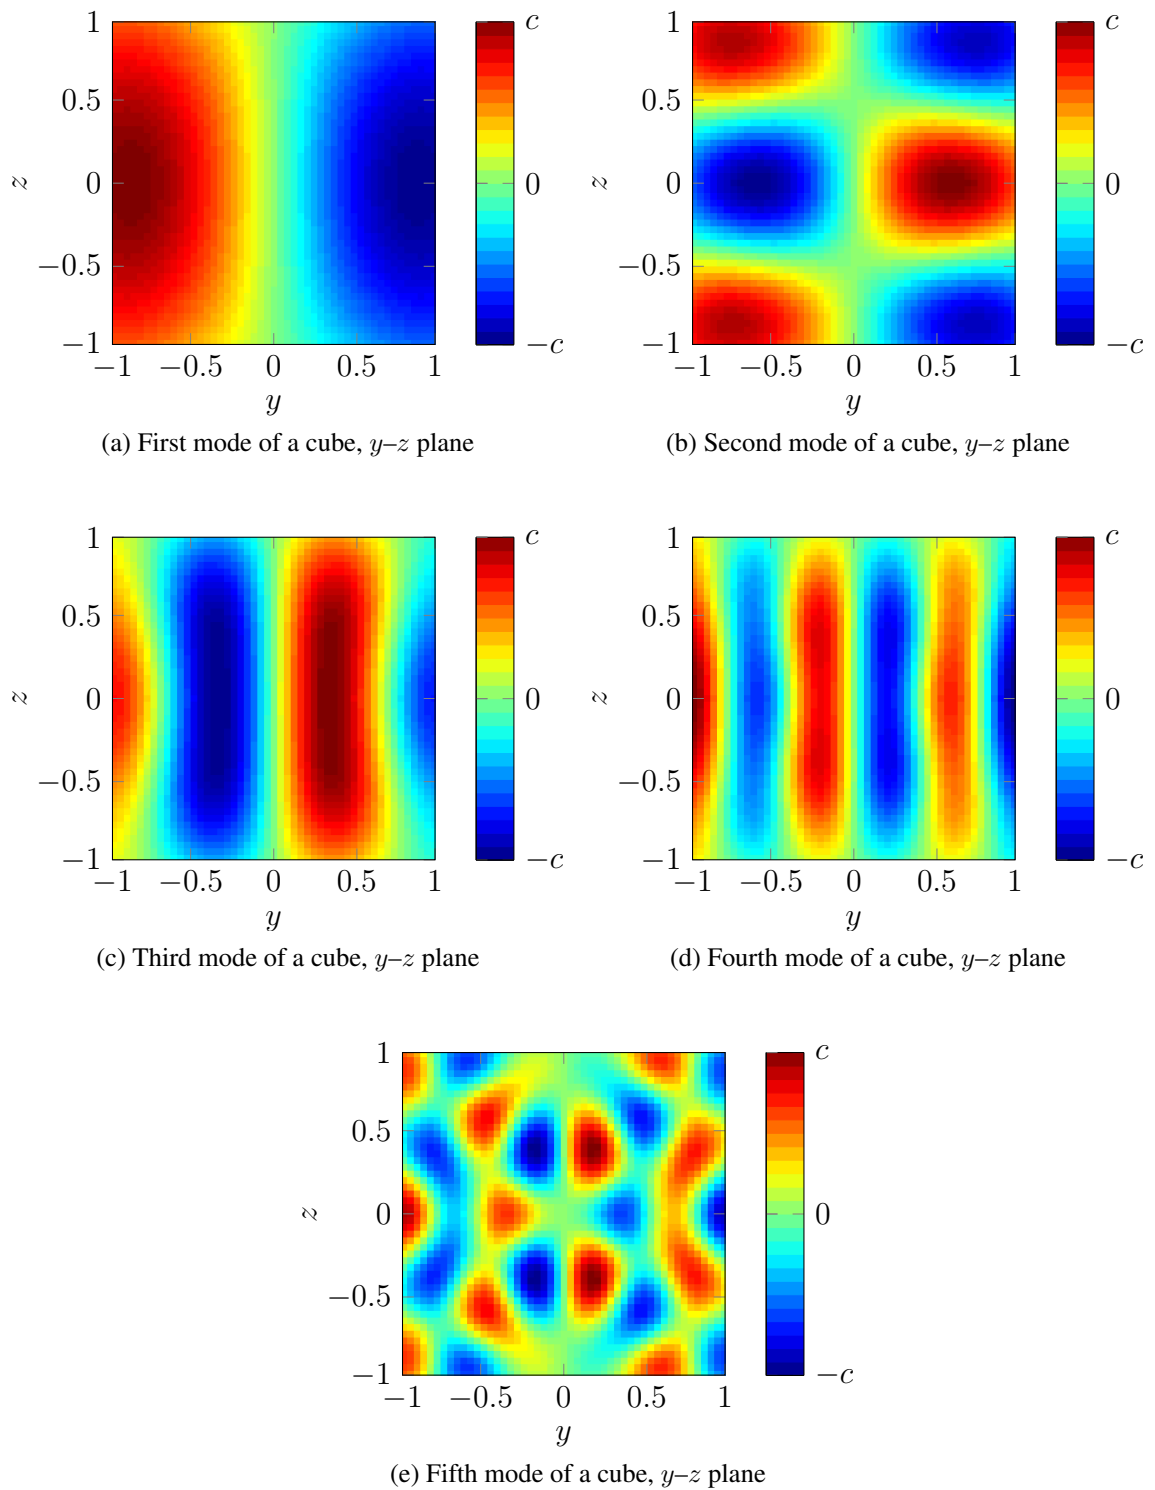 1
0.5
0
−0.5
−1
z
−1 −0.5 0 0.5 1
y
c
0
−c
(a) First mode of a cube, y–z plane
1
0.5
0
−0.5
−1
z
−1 −0.5 0 0.5 1
y
c
0
−c
(b) Second mode of a cube, y–z plane
1
0.5
0
−0.5
−1
z
−1 −0.5 0 0.5 1
y
c
0
−c
(c) Third mode of a cube, y–z plane
1
0.5
0
−0.5
−1
z
−1 −0.5 0 0.5 1
y
c
0
−c
(d) Fourth mode of a cube, y–z plane
1
0.5
0
−0.5
−1
z
−1 −0.5 0 0.5 1
y
c
0
−c
(e) Fifth mode of a cube, y–z plane